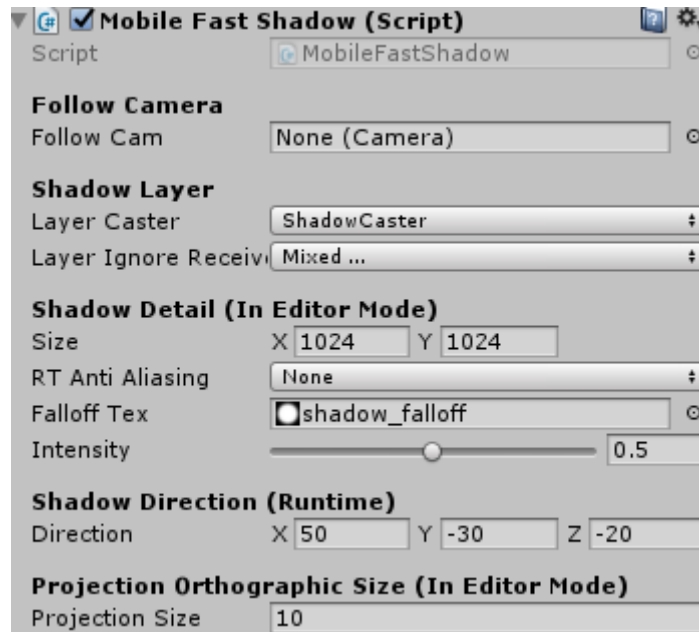 Mobile Fast Shadow (Script)
Script MobileFastShadow
Follow Camera
Follow Cam None (Camera)
Shadow Layer
Layer Caster ShadowCaster
Layer Ignore Receiv Mixed ...
Shadow Detail (In Editor Mode)
Size X 1024 Y 1024
RT Anti Aliasing None
Falloff Tex shadow_falloff
Intensity 0.5
Shadow Direction (Runtime)
Direction X 50 Y -30 Z -20
Projection Orthographic Size (In Editor Mode)
Projection Size 10